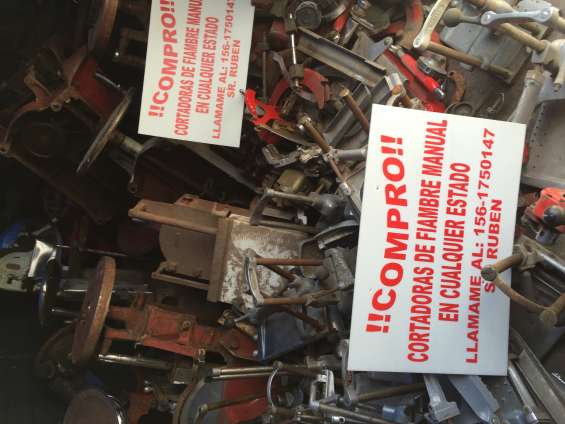 !!COMPRO!!
CORTADORAS DE FIAMBRE MANUAL
EN CUALQUIER ESTADO
LLAMAME AL: 156-1750147
SR. RUBEN
!!COMPRO!!
CORTADORAS DE FIAMBRE MANUAL
EN CUALQUIER ESTADO
LLAMAME AL: 156-1750147
SR. RUBEN